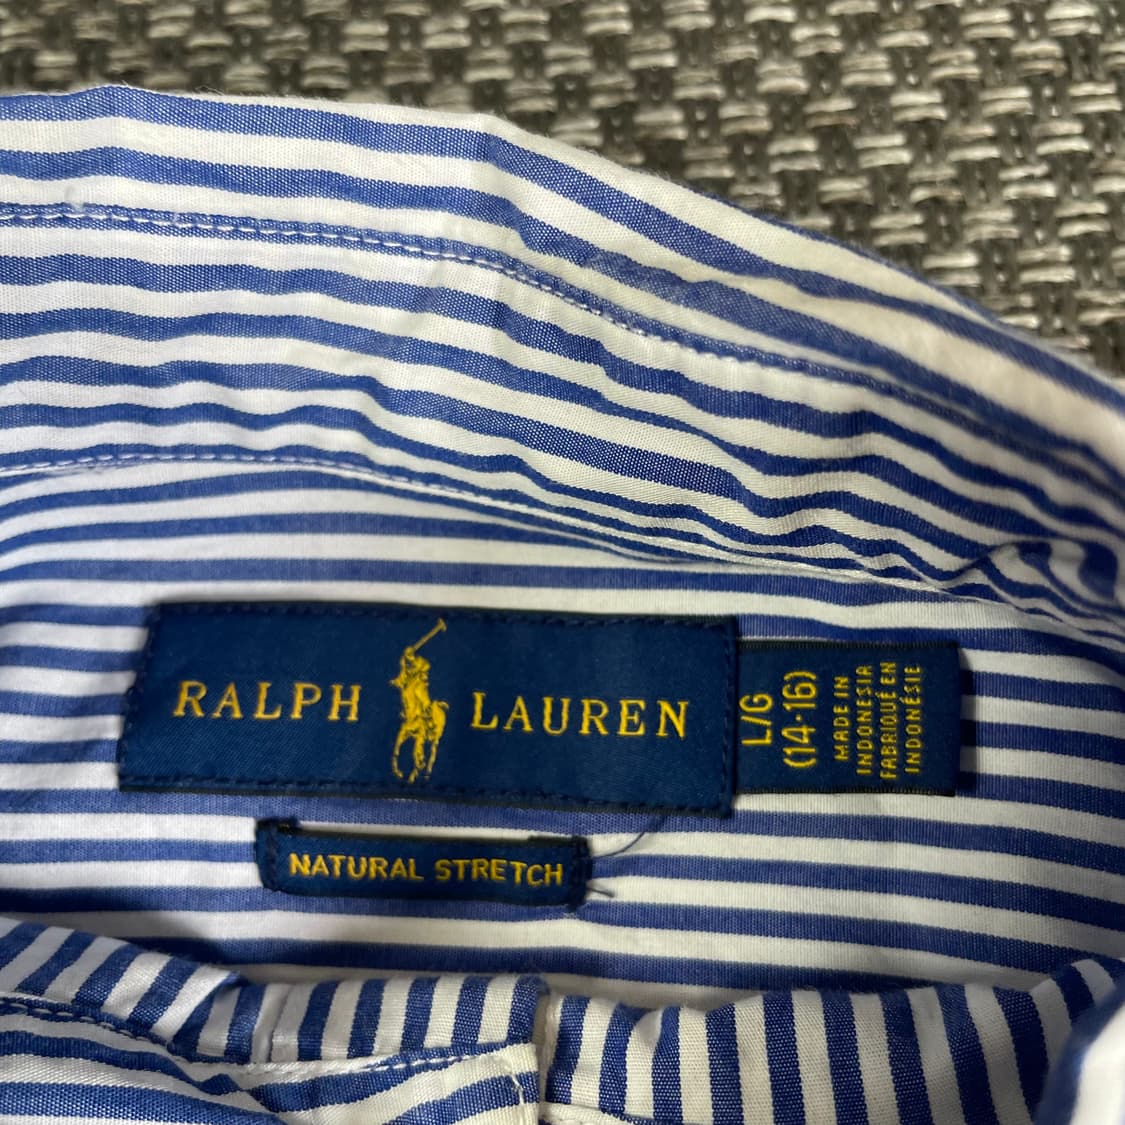 RALPH LAUREN
L/G
(14-16)
MADE IN
INDONESIA
FABRIQUÉ EN
INDONÉSIE
NATURAL STRETCH